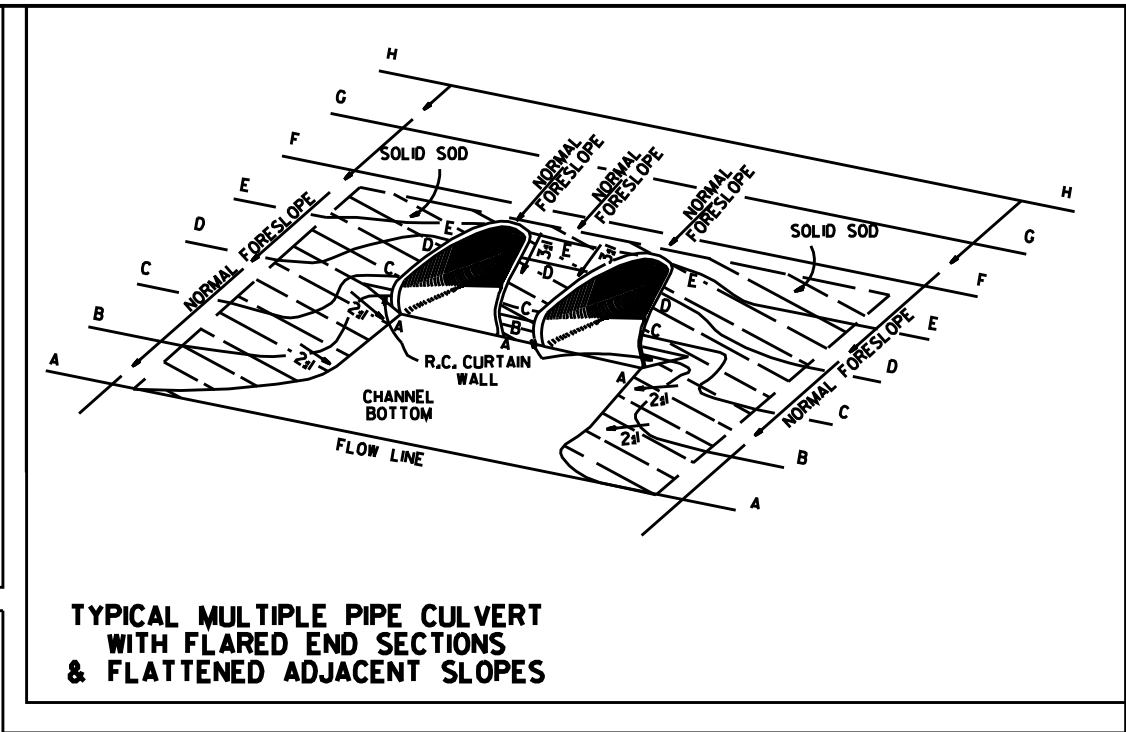 H
G
F
SOLID SOD
NORMAL
FORESLOPE
NORMAL
FORESLOPE
NORMAL
FORESLOPE
H
E
NORMAL FORESLOPE
D
SOLID SOD
G
E
D
3:1
E
D
3:1
E
F
C
C
2:1
A
C
B
A
D
C
E
B
2:1
R.C. CURTAIN
WALL
NORMAL FORESLOPE
D
A
CHANNEL
BOTTOM
A
2:1
C
2:1
FLOW LINE
B
A
TYPICAL MULTIPLE PIPE CULVERT
WITH FLARED END SECTIONS
& FLATTENED ADJACENT SLOPES